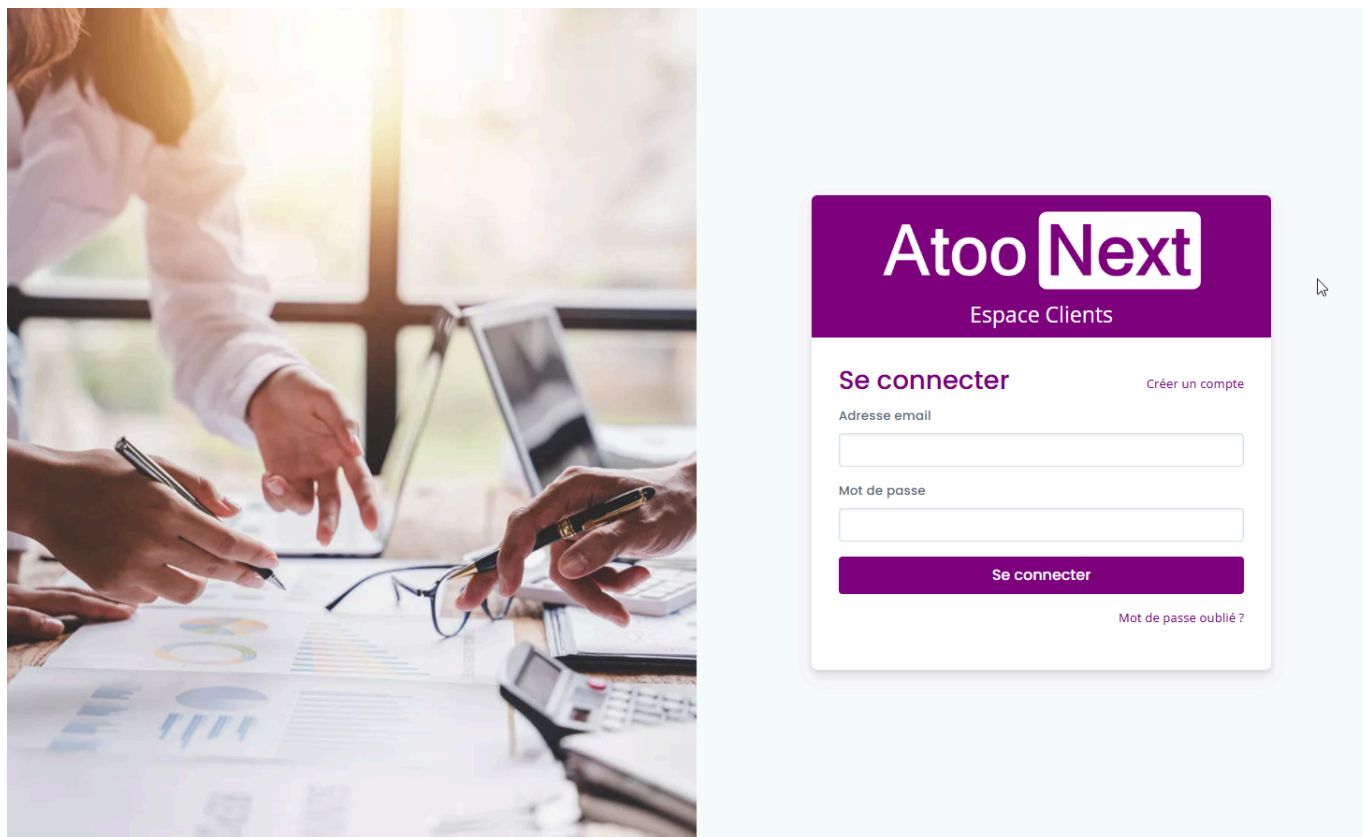 Atoo Next
Espace Clients
Se connecter
Créer un compte
Adresse email
Mot de passe
Se connecter
Mot de passe oublié ?